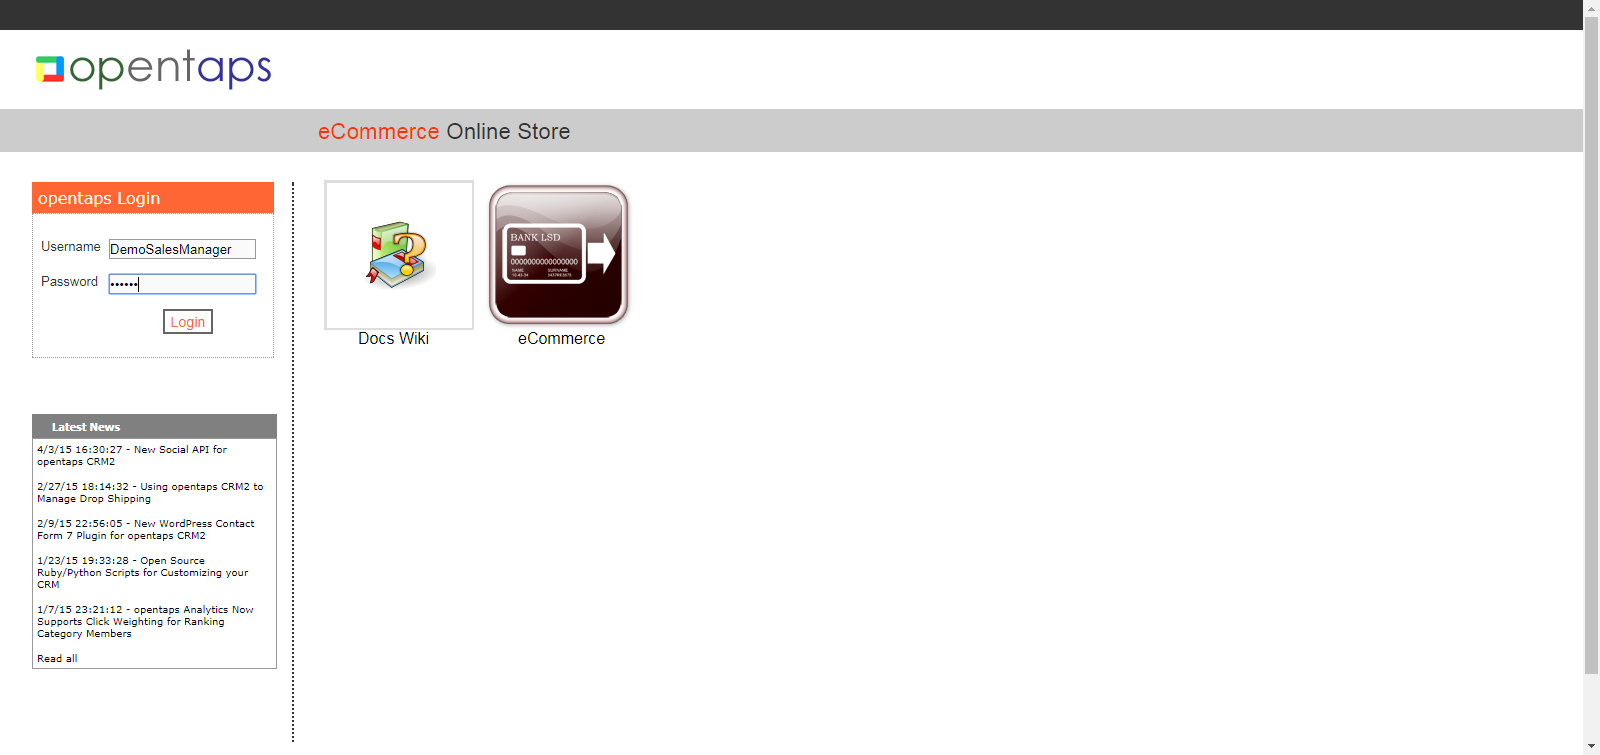 opentaps
eCommerce Online Store
opentaps Login
Username DemoSalesManager
Password ••••••
Login
BANK LSD
0000000000000000
NAME SURNAME
Docs Wiki
eCommerce
Latest News
4/3/15 16:30:27 - New Social API for
opentaps CRM2
2/27/15 18:14:32 - Using opentaps CRM2 to
Manage Drop Shipping
2/9/15 22:56:05 - New WordPress Contact
Form 7 Plugin for opentaps CRM2
1/23/15 19:33:28 - Open Source
Ruby/Python Scripts for Customizing your
CRM
1/7/15 23:21:12 - opentaps Analytics Now
Supports Click Weighting for Ranking
Category Members
Read all